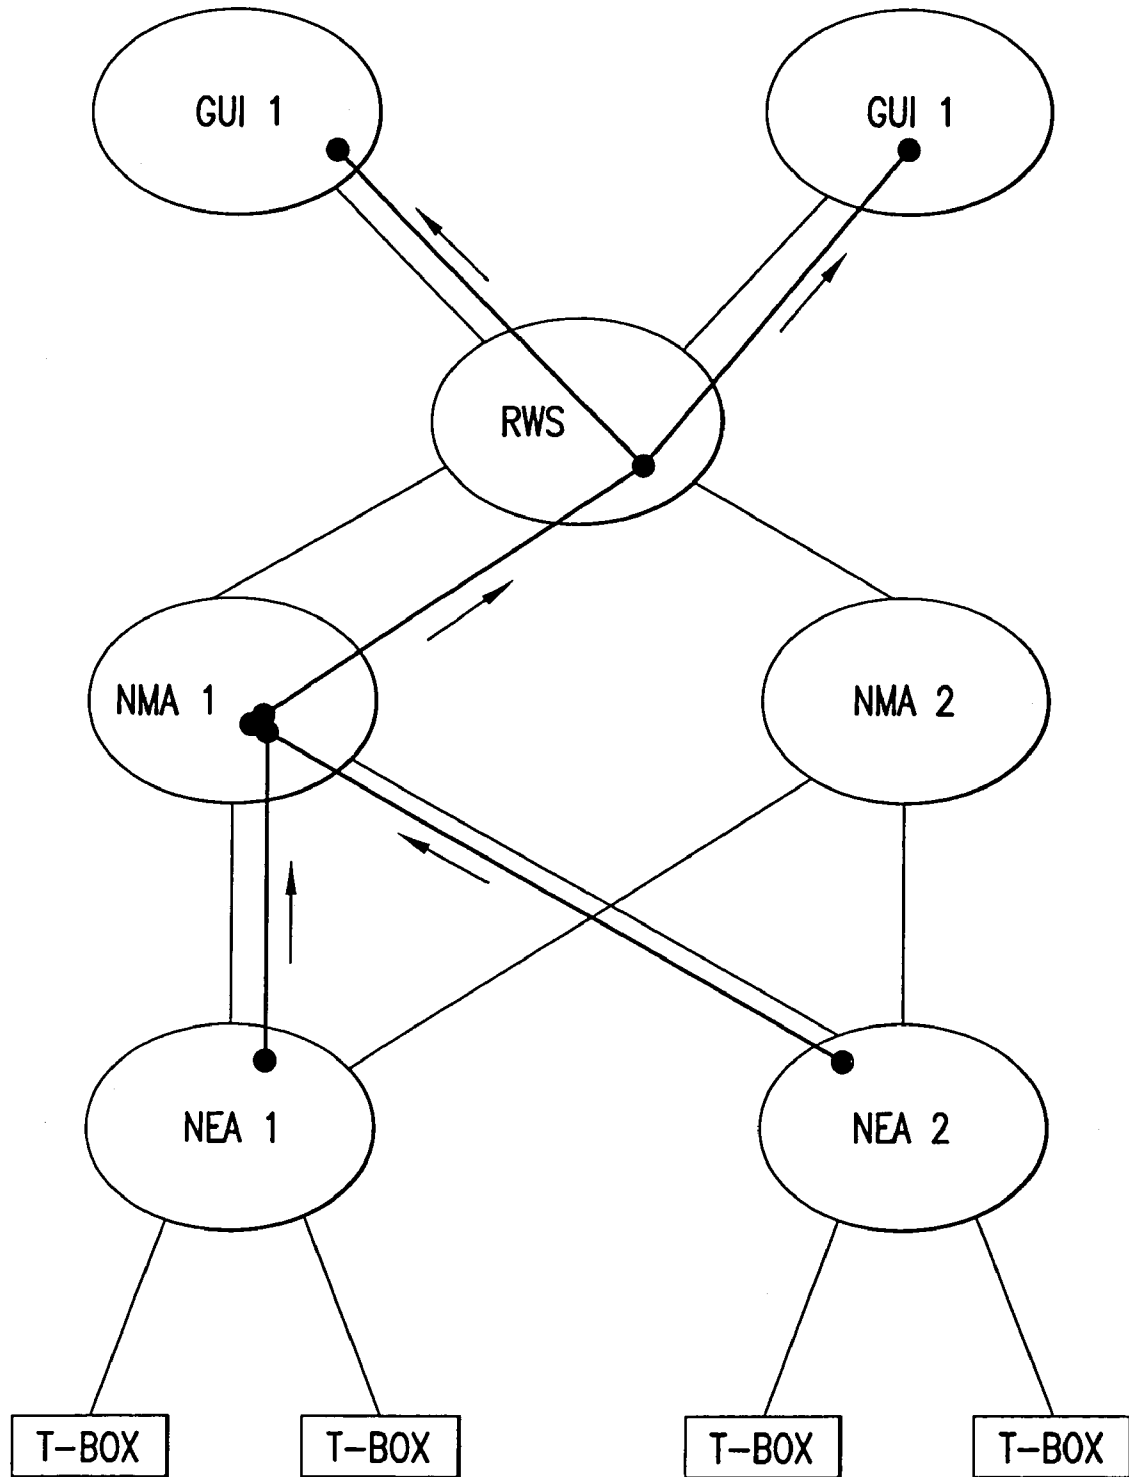 GUI 1
GUI 1
RWS
NMA 1
NMA 2
NEA 1
NEA 2
T-BOX
T-BOX
T-BOX
T-BOX